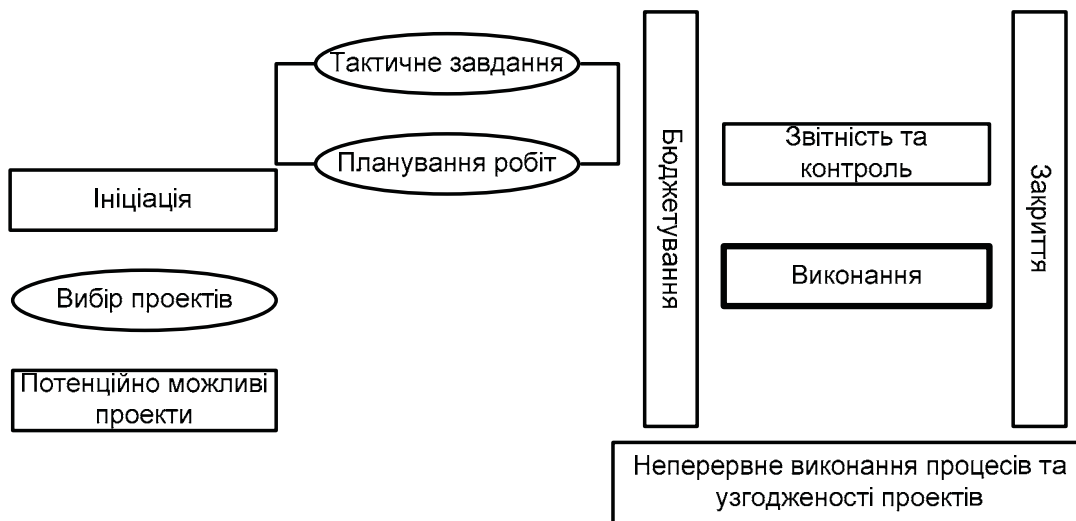 Тактичне завдання
Планування робіт
Ініціація
Вибір проектів
Потенційно можливі
проекти
Бюджетування
Звітність та
контроль
Виконання
Закриття
Неперервне виконання процесів та
узгодженості проектів